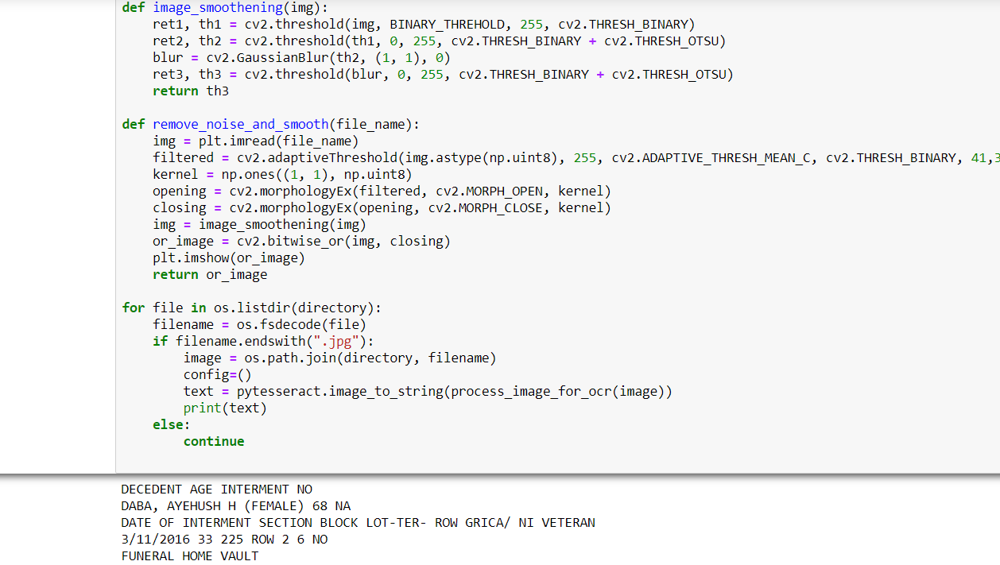 def image_smoothening(img):
    ret1, th1 = cv2.threshold(img, BINARY_THREHOLD, 255, cv2.THRESH_BINARY)
    ret2, th2 = cv2.threshold(th1, 0, 255, cv2.THRESH_BINARY + cv2.THRESH_OTSU)
    blur = cv2.GaussianBlur(th2, (1, 1), 0)
    ret3, th3 = cv2.threshold(blur, 0, 255, cv2.THRESH_BINARY + cv2.THRESH_OTSU)
    return th3
def remove_noise_and_smooth(file_name):
    img = plt.imread(file_name)
    filtered = cv2.adaptiveThreshold(img.astype(np.uint8), 255, cv2.ADAPTIVE_THRESH_MEAN_C, cv2.THRESH_BINARY, 41,3
    kernel = np.ones((1, 1), np.uint8)
    opening = cv2.morphologyEx(filtered, cv2.MORPH_OPEN, kernel)
    closing = cv2.morphologyEx(opening, cv2.MORPH_CLOSE, kernel)
    img = image_smoothening(img)
    or_image = cv2.bitwise_or(img, closing)
    plt.imshow(or_image)
    return or_image
for file in os.listdir(directory):
    filename = os.fsdecode(file)
    if filename.endswith(".jpg"):
        image = os.path.join(directory, filename)
        config=()
        text = pytesseract.image_to_string(process_image_for_ocr(image))
        print(text)
    else:
        continue
DECEDENT AGE INTERMENT NO
DABA, AYEHUSH H (FEMALE) 68 NA
DATE OF INTERMENT SECTION BLOCK LOT-TER- ROW GRICA/ NI VETERAN
3/11/2016 33 225 ROW 2 6 NO
FUNERAL HOME VAULT